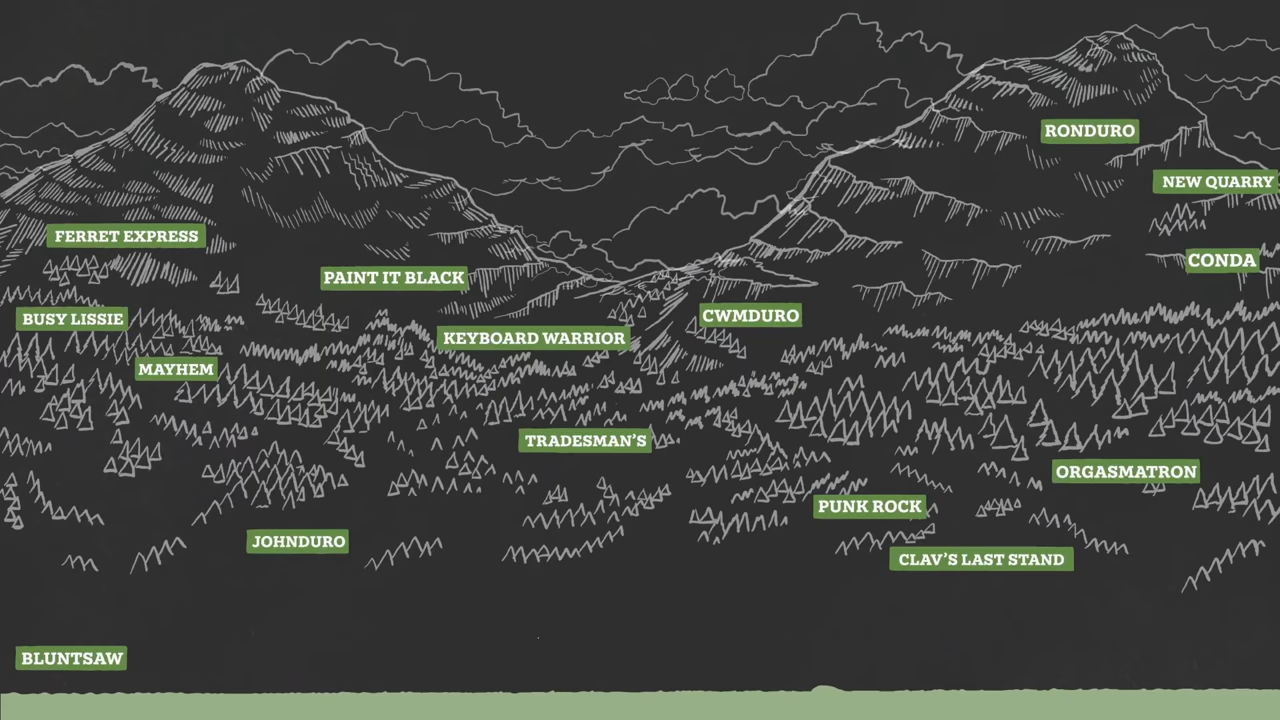 RONDURO
NEW QUARRY
FERRET EXPRESS
CONDA
PAINT IT BLACK
BUSY LISSIE
CWMDURO
KEYBOARD WARRIOR
MAYHEM
TRADESMAN'S
ORGASMATRON
PUNK ROCK
JOHNDURO
CLAV'S LAST STAND
BLUNTSAW